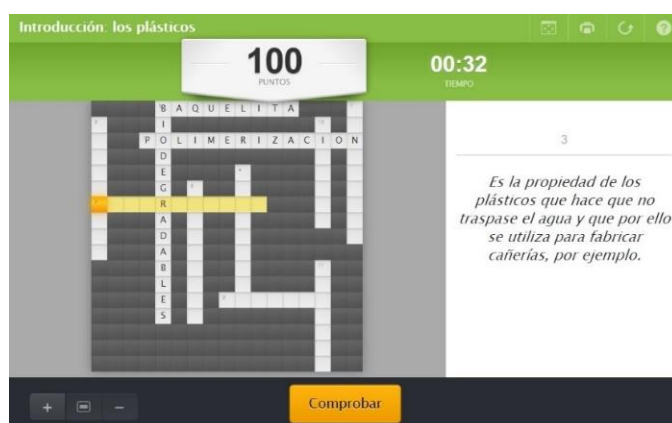 Introducción: los plásticos
100
PUNTOS
00:32
TIEMPO
BAQUELITA
POLIMERIZACION
BIODEGRADABLES
3
Es la propiedad de los
plásticos que hace que no
traspase el agua y que por ello
se utiliza para fabricar
cañerías, por ejemplo.
+
−
Comprobar